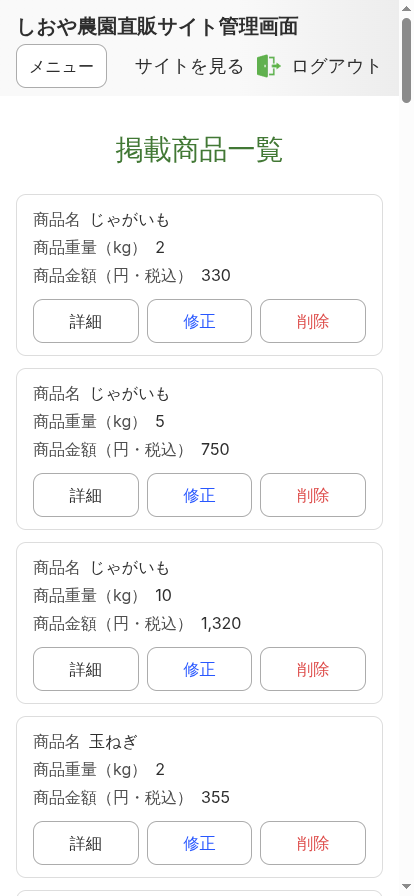 しおや農園直販サイト管理画面
メニュー サイトを見る ログアウト
掲載商品一覧
商品名 じゃがいも
商品重量（kg） 2
商品金額（円・税込） 330
詳細 修正 削除
商品名 じゃがいも
商品重量（kg） 5
商品金額（円・税込） 750
詳細 修正 削除
商品名 じゃがいも
商品重量（kg） 10
商品金額（円・税込） 1,320
詳細 修正 削除
商品名 玉ねぎ
商品重量（kg） 2
商品金額（円・税込） 355
詳細 修正 削除